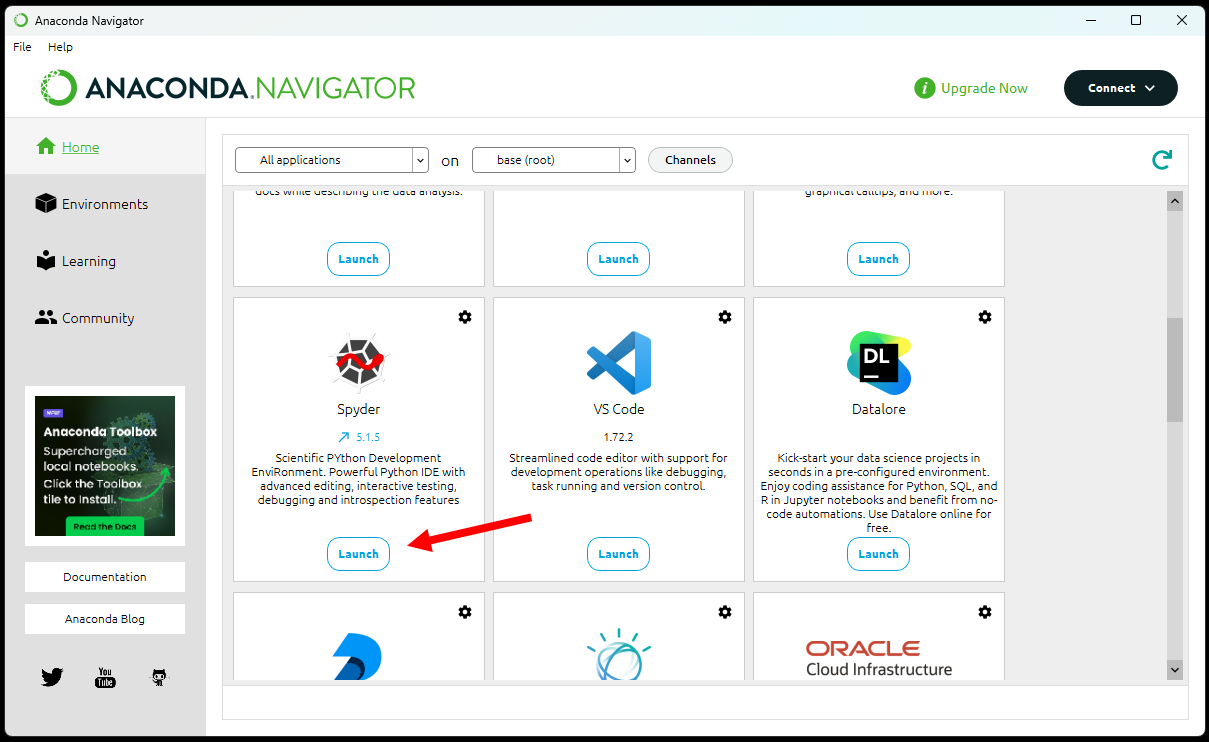 Anaconda Navigator
File Help
ANACONDA.NAVIGATOR
i Upgrade Now
Connect
Home
Environments
Learning
Community
NEW
Anaconda Toolbox
Supercharged
local notebooks.
Click the Toolbox
tile to install.
Read the Docs
Documentation
Anaconda Blog
You
Tube
All applications on base (root) Channels
docs while describing the data analysis.
graphical calltips, and more.
Launch Launch Launch
Spyder
5.1.5
Scientific PYthon Development
EnviRonment. Powerful Python IDE with
advanced editing, interactive testing,
debugging and introspection features
Launch
VS Code
1.72.2
Streamlined code editor with support for
development operations like debugging,
task running and version control.
Launch
DL
Datalore
Kick-start your data science projects in
seconds in a pre-configured environment.
Enjoy coding assistance for Python, SQL, and
R in Jupyter notebooks and benefit from no-
code automations. Use Datalore online for
free.
Launch
ORACLE
Cloud Infrastructure